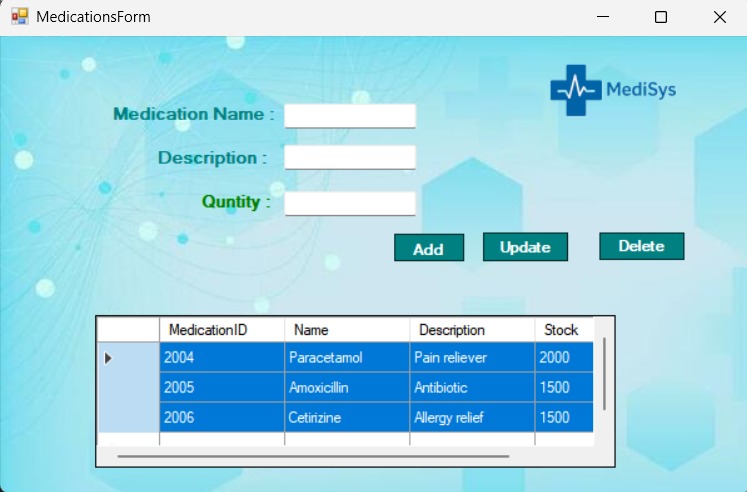 MedicationsForm
MediSys
Medication Name :
Description :
Quntity :
Add Update Delete
MedicationID Name Description Stock
2004 Paracetamol Pain reliever 2000
2005 Amoxicillin Antibiotic 1500
2006 Cetirizine Allergy relief 1500